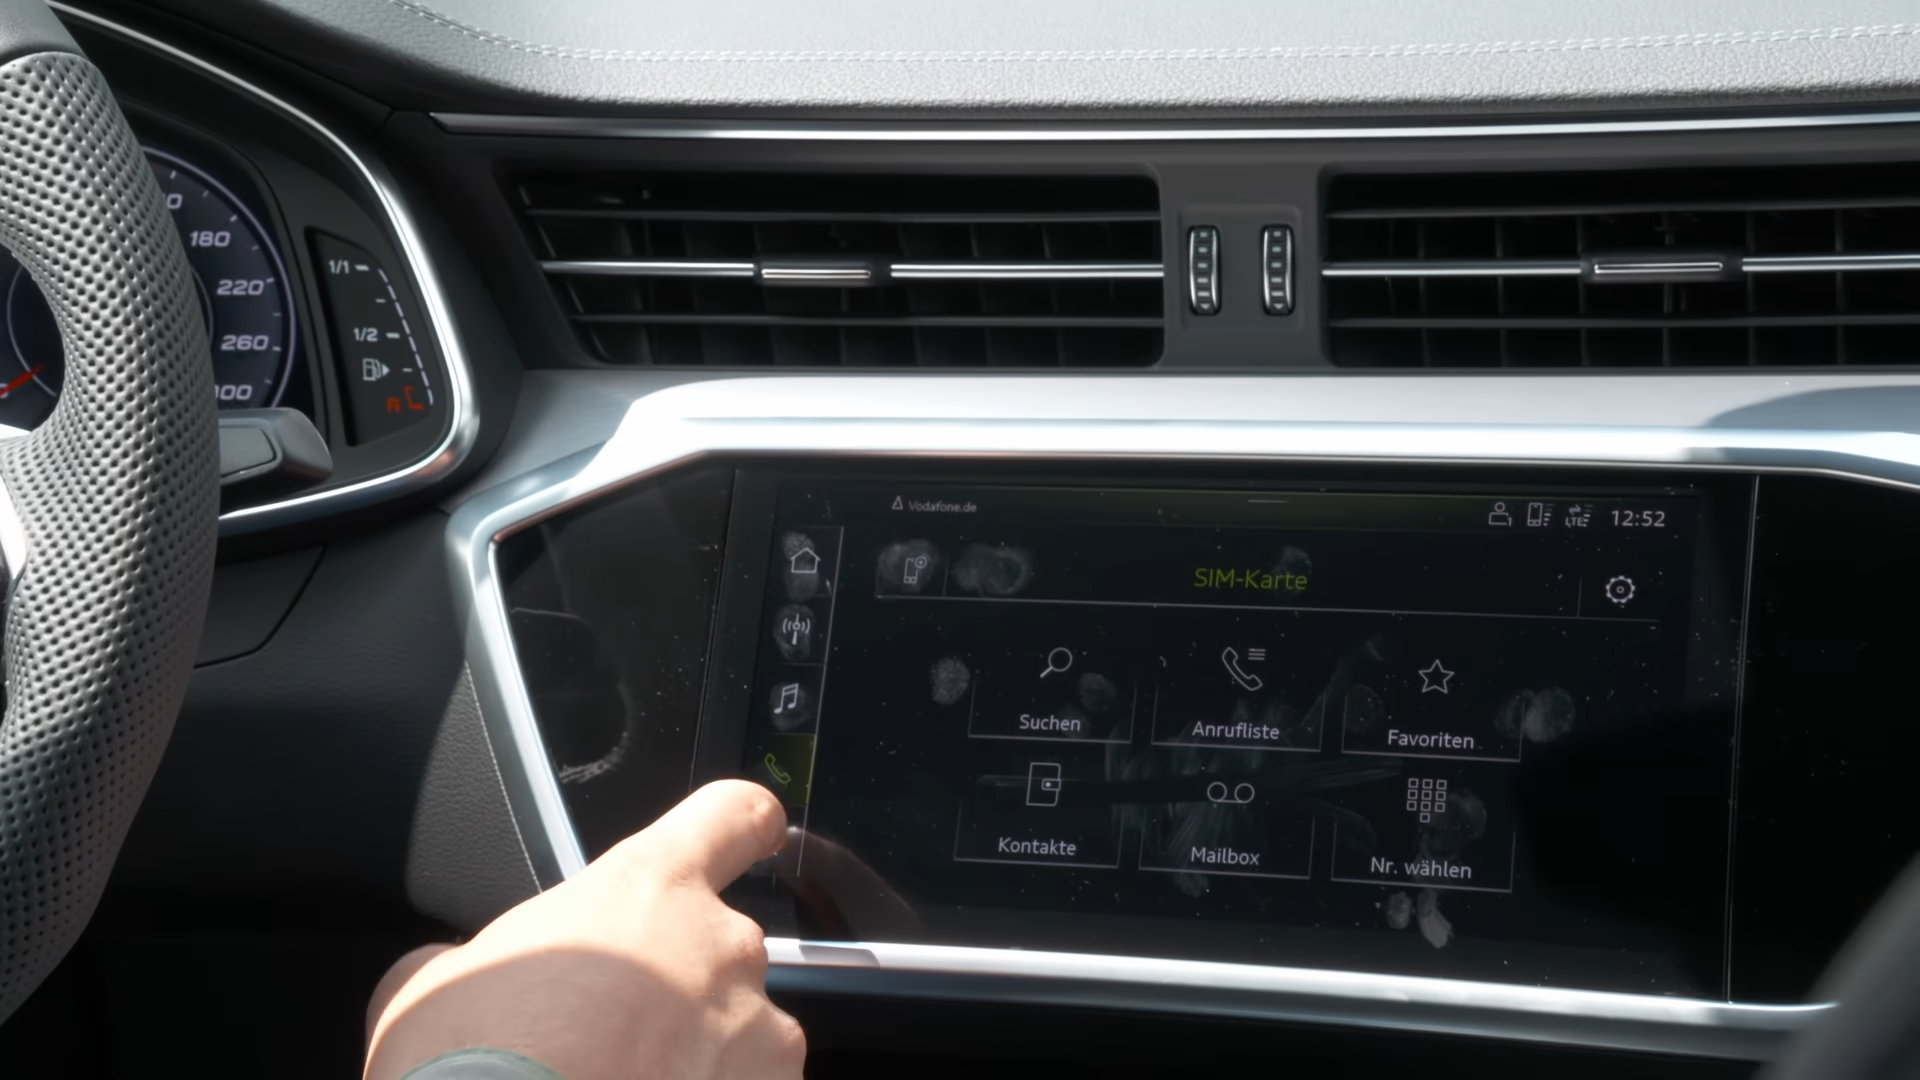 180
220
260
1/1
1/2
Vodafone.de
LTE
12:52
SIM-Karte
Suchen
Anrufliste
Favoriten
Kontakte
Mailbox
Nr. wählen